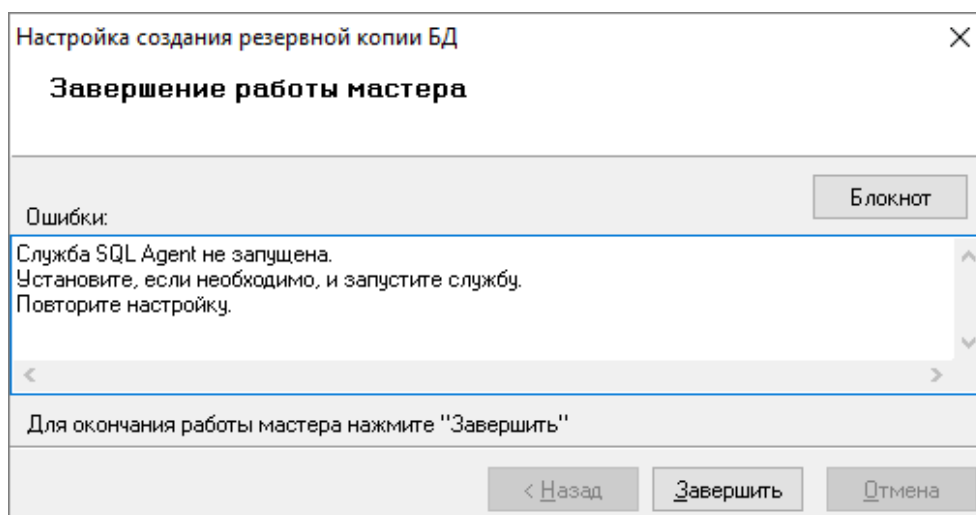 Настройка создания резервной копии БД
Завершение работы мастера
Блокнот
Ошибки:
Служба SQL Agent не запущена.
Установите, если необходимо, и запустите службу.
Повторите настройку.
Для окончания работы мастера нажмите "Завершить"
< Назад
Завершить
Отмена